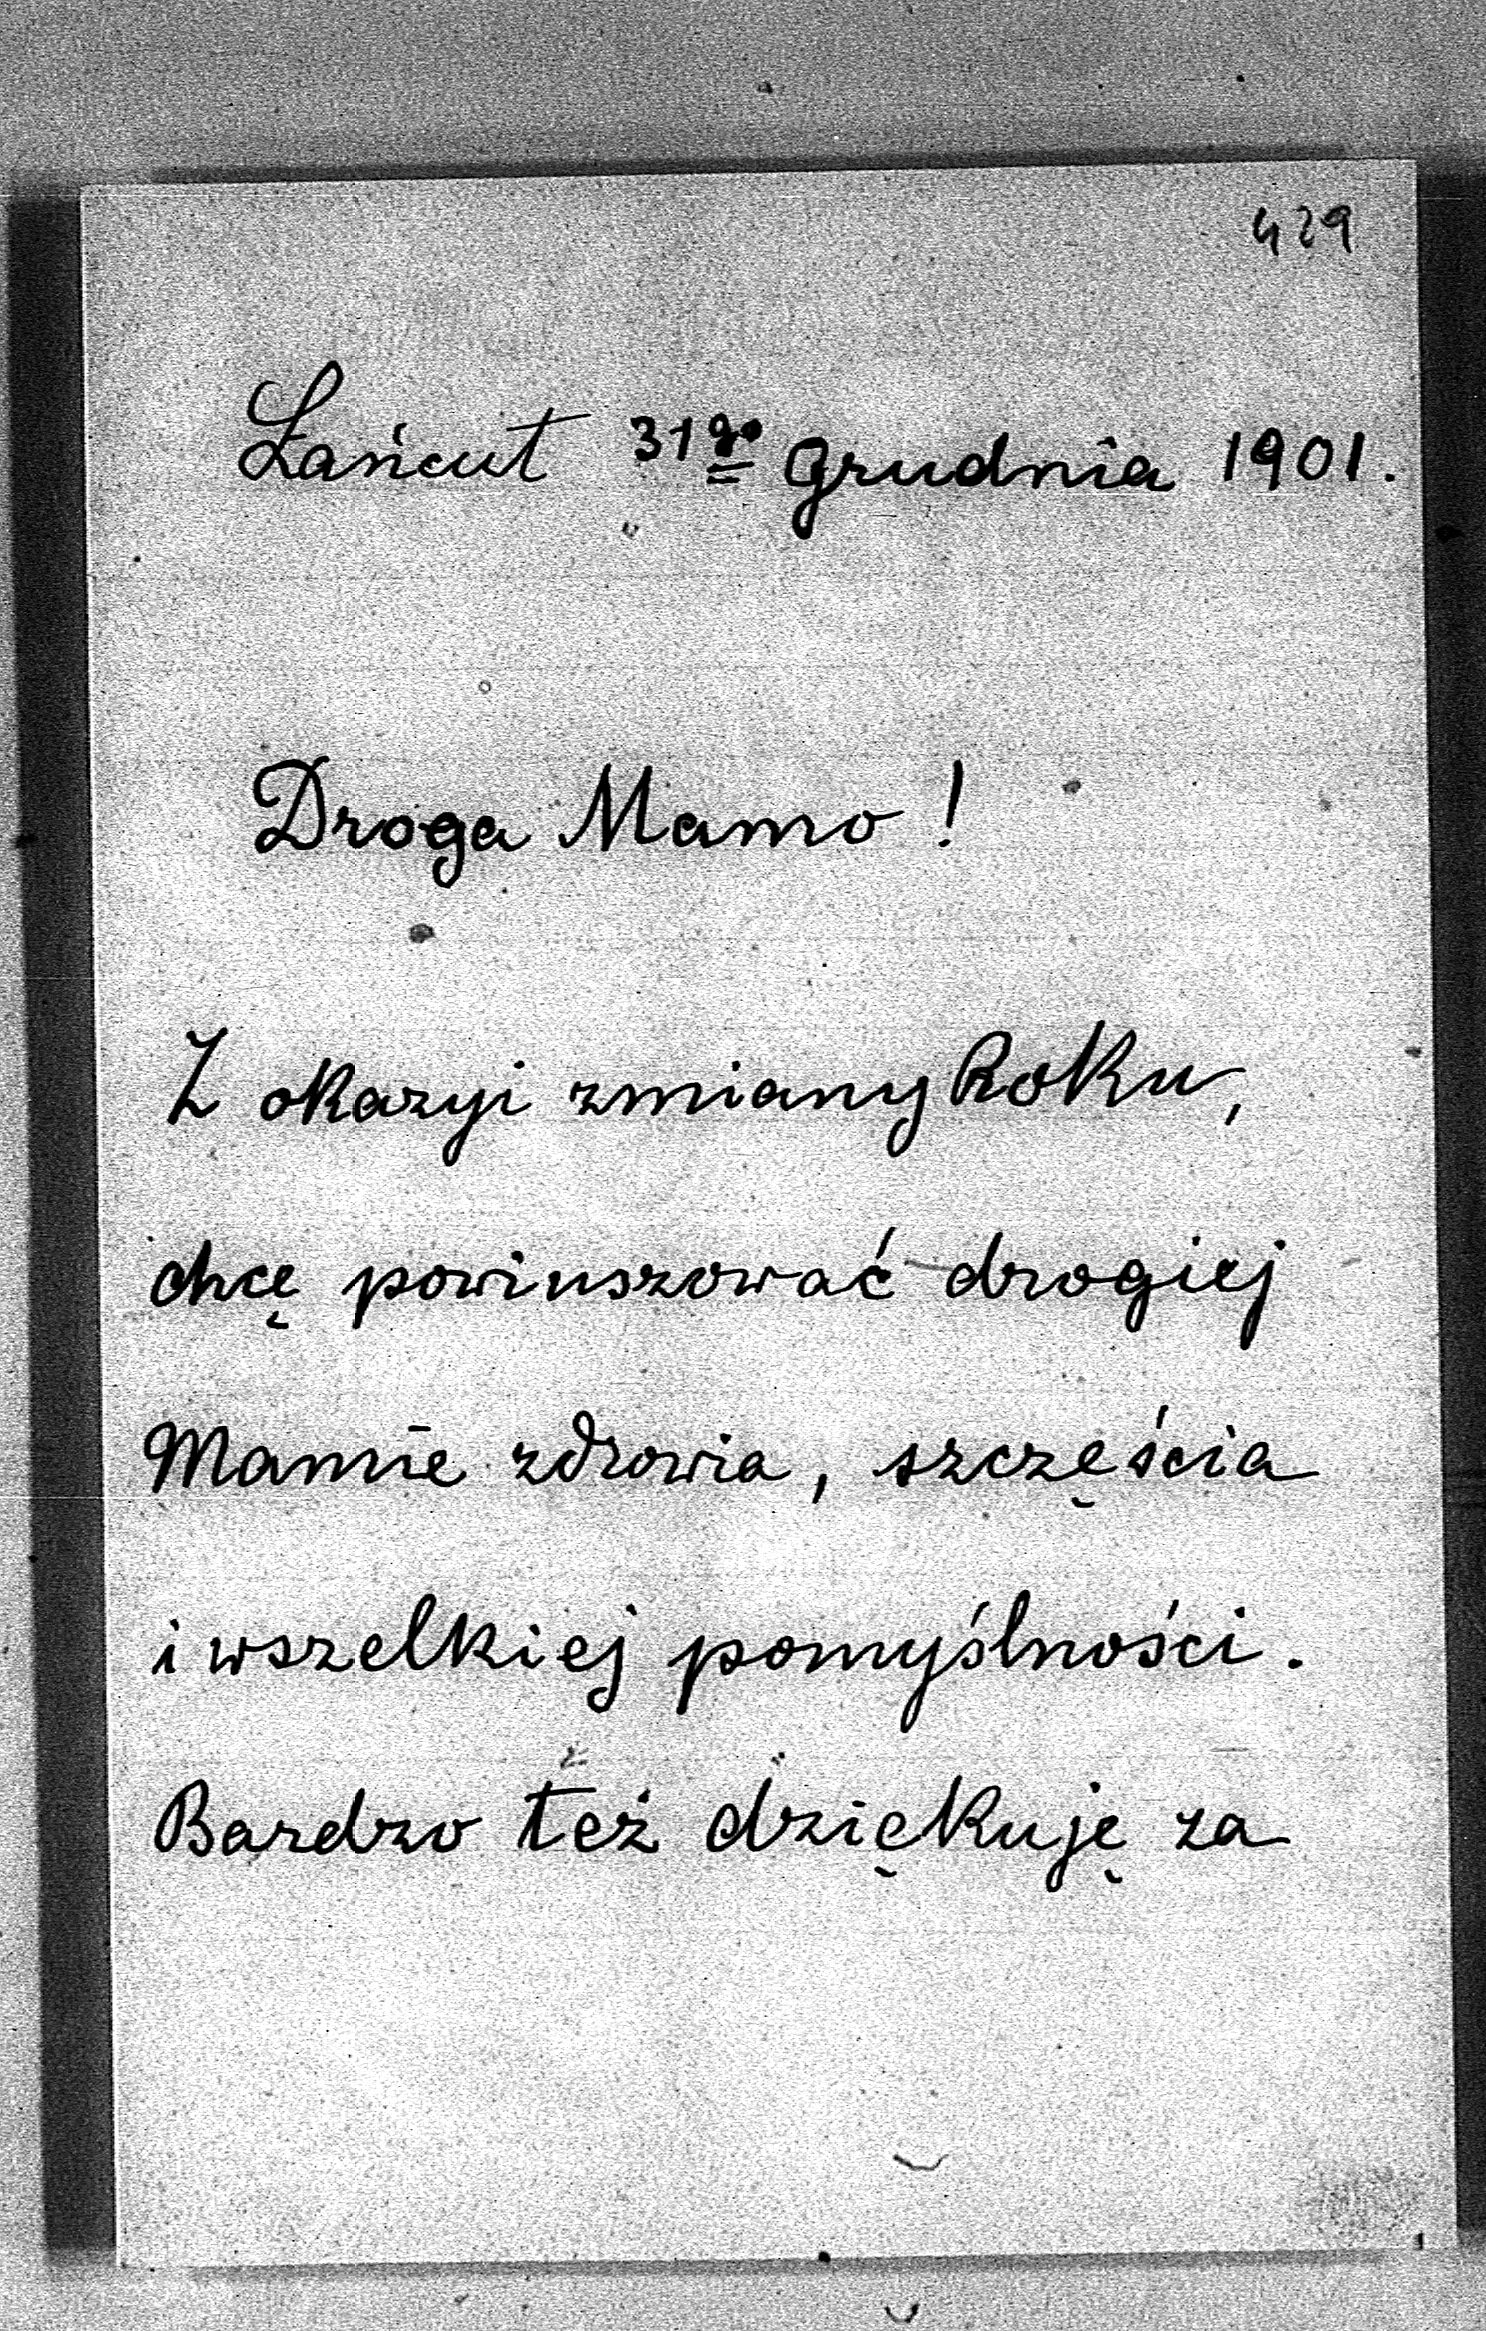 429
Łańcut 31go Grudnia 1901.
Droga Mamo!
Z okazyi zmiany Roku,
chcę powinszować drogiej
Mamie zdrowia, szczęścia
i wszelkiej pomyślności.
Bardzo też dziękuję za